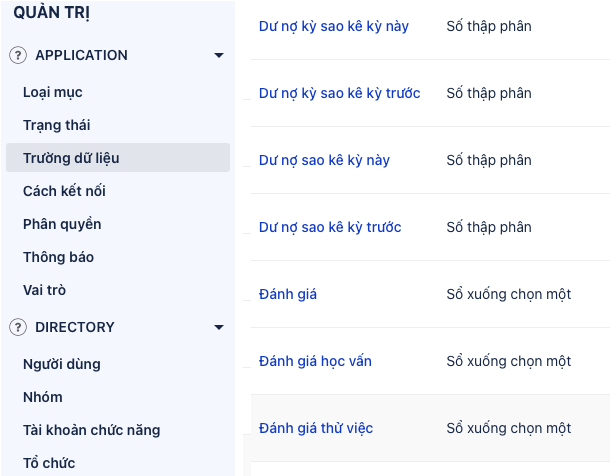 QUẢN TRỊ
? APPLICATION
Loại mục
Trạng thái
Trường dữ liệu
Cách kết nối
Phân quyền
Thông báo
Vai trò
? DIRECTORY
Người dùng
Nhóm
Tài khoản chức năng
Tổ chức
Dư nợ kỳ sao kê kỳ này Số thập phân
Dư nợ kỳ sao kê kỳ trước Số thập phân
Dư nợ sao kê kỳ này Số thập phân
Dư nợ sao kê kỳ trước Số thập phân
Đánh giá Sổ xuống chọn một
Đánh giá học vấn Sổ xuống chọn một
Đánh giá thử việc Sổ xuống chọn một